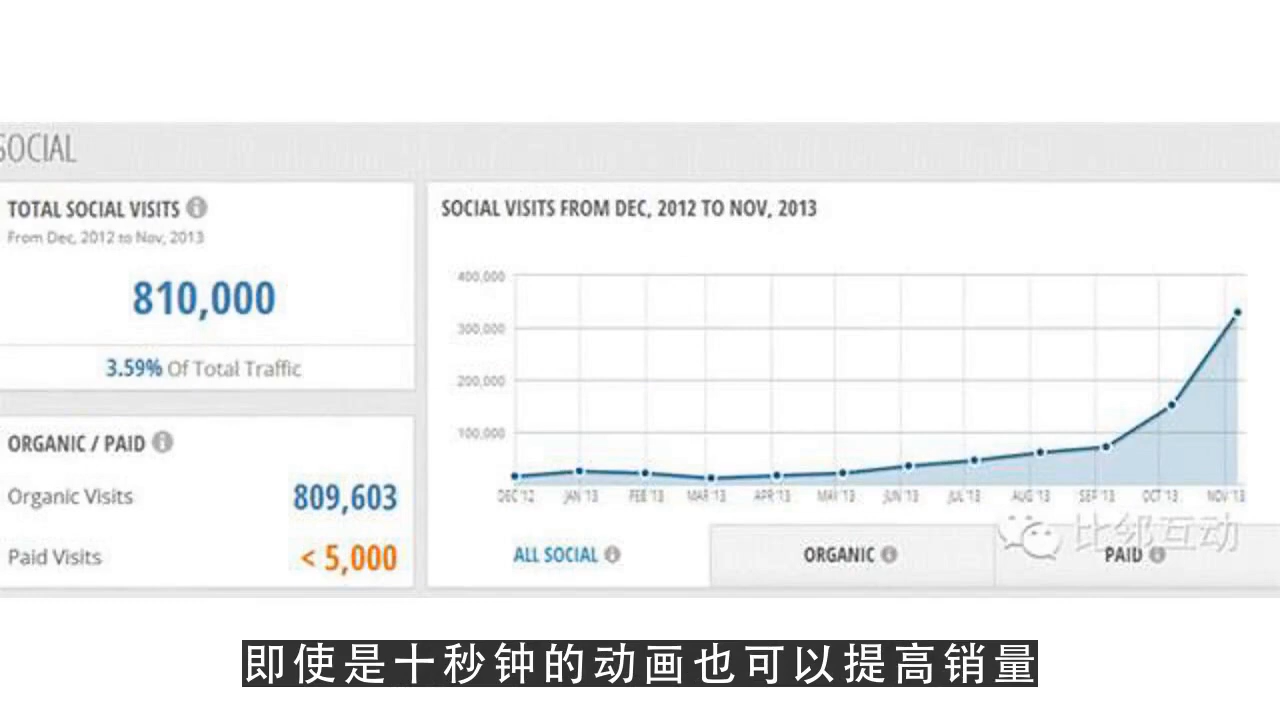 SOCIAL
TOTAL SOCIAL VISITS
From Dec, 2012 to Nov, 2013
810,000
3.59% Of Total Traffic
ORGANIC / PAID
Organic Visits 809,603
Paid Visits < 5,000
SOCIAL VISITS FROM DEC, 2012 TO NOV, 2013
400,000
300,000
200,000
100,000
DEC '12 JAN '13 FEB '13 MAR '13 APR '13 MAY '13 JUN '13 JUL '13 AUG '13 SEP '13 OCT '13 NOV '13
ALL SOCIAL ORGANIC PAID
比邻互动
即使是十秒钟的动画也可以提高销量